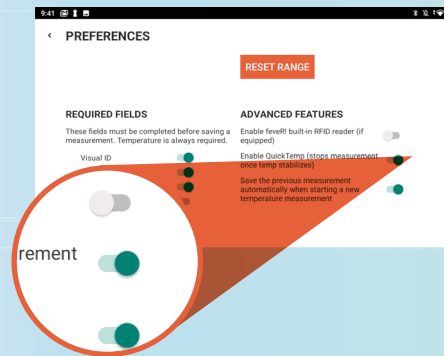 9:41
PREFERENCES
RESET RANGE
REQUIRED FIELDS
These fields must be completed before saving a
measurement. Temperature is always required.
Visual ID
ADVANCED FEATURES
Enable feveR! built-in RFID reader (if
equipped)
Enable QuickTemp (stops measurement
once temp stabilizes)
Save the previous measurement
automatically when starting a new
temperature measurement
rement